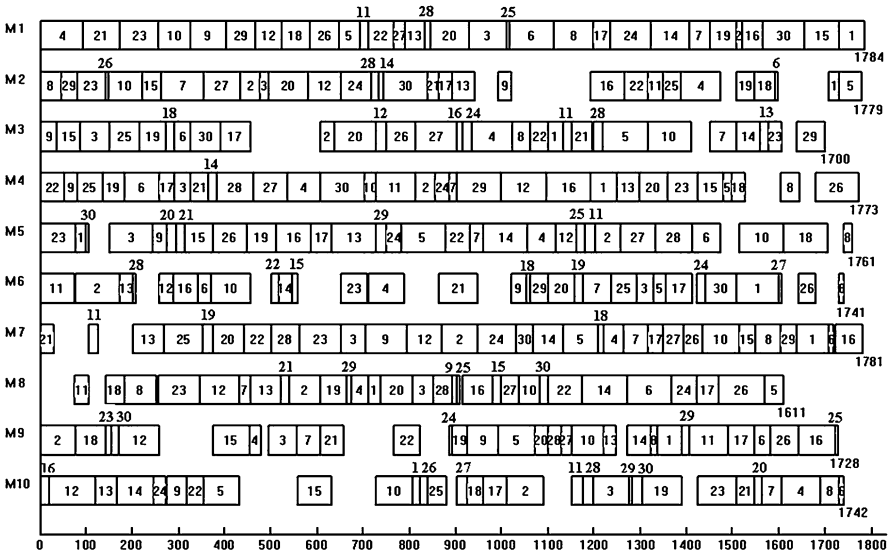 11 28 25
M1 4 21 23 26 10 9 29 12 18 26 5 22 27 13 20 3 6 8 17 24 14 7 19 2 16 30 15 1
1784
26 28 14 6
M2 8 29 23 10 22 15 7 27 2 3 20 12 24 30 21 17 13 9 16 22 11 25 4 19 18 1 5
1779
18 12 16 24 11 28 13
M3 9 15 3 25 19 6 30 17 2 20 26 27 4 8 22 1 21 5 10 7 14 23 29
1700
14
M4 22 9 25 19 6 17 3 21 28 27 4 30 10 11 2 24 7 29 12 16 1 13 20 23 15 5 18 8 26
1773
30 20 21 29 25 11
M5 23 1 3 9 15 26 19 16 17 13 24 5 22 7 14 4 12 2 27 28 6 10 18 8
1761
28 22 15 18 19 24 27
M6 11 2 13 12 16 6 10 14 23 4 21 9 29 20 7 25 3 5 17 30 1 26 8
1741
11 19 18
M7 21 13 25 20 22 28 23 3 9 12 2 24 30 14 5 4 7 17 27 26 10 15 8 29 1 6 16
1781
21 29 9 25 15 30
M8 11 18 8 23 12 7 13 2 19 4 1 20 3 28 16 27 10 22 14 6 24 17 26 5
1611
23 30 24 29 25
M9 2 18 12 15 4 3 7 6 22 19 9 5 20 28 27 10 13 14 8 1 11 17 6 26 16
1728
16 1 26 27 11 28 29 30 20
M10 12 13 14 24 9 22 5 15 10 8 25 18 17 2 3 19 23 21 7 4 8 6
1742
0 100 200 300 400 500 600 700 800 900 1000 1100 1200 1300 1400 1500 1600 1700 1800